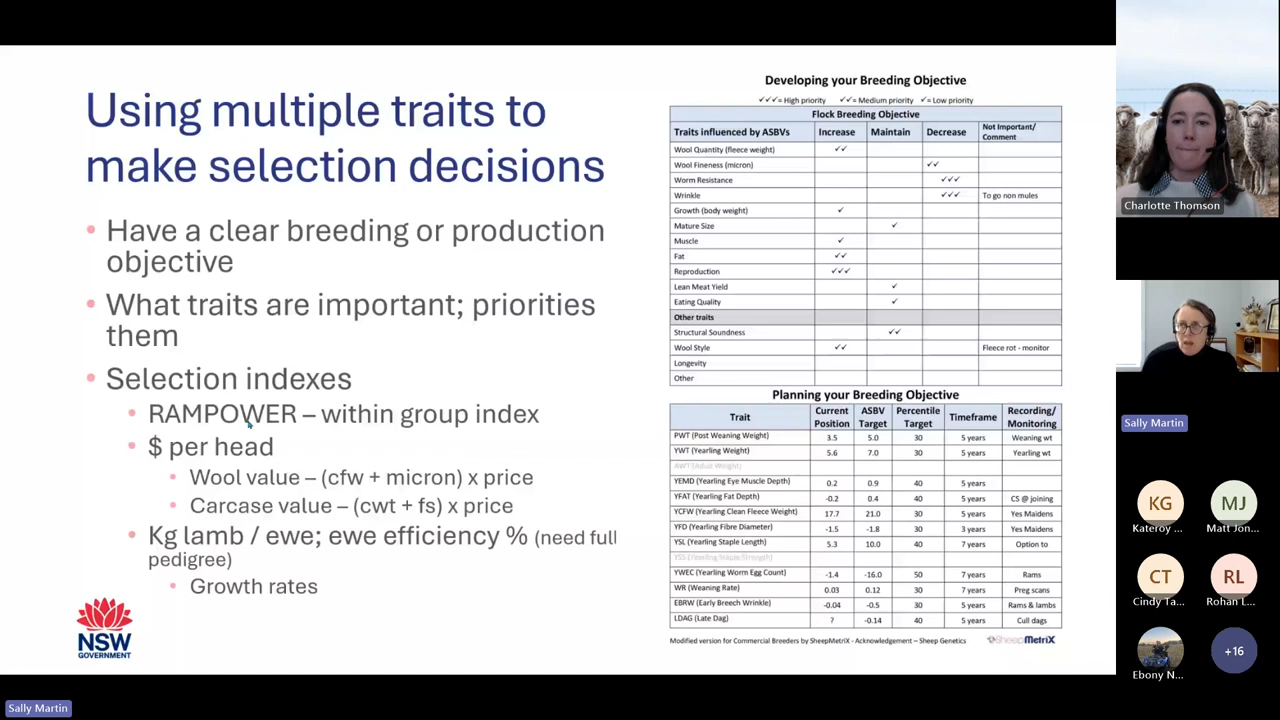 Using multiple traits to
make selection decisions
• Have a clear breeding or production
objective
• What traits are important; priorities
them
• Selection indexes
• RAMPOWER – within group index
• $ per head
• Wool value – (cfw + micron) x price
• Carcase value – (cwt + fs) x price
• Kg lamb / ewe; ewe efficiency % (need full
pedigree)
• Growth rates
NSW
GOVERNMENT
Developing your Breeding Objective
✓✓✓= High priority ✓✓= Medium priority ✓= Low priority
Flock Breeding Objective
Traits influenced by ASBVs Increase Maintain Decrease Not Important/
Comment
Wool Quantity (fleece weight) ✓✓
Wool Fineness (micron) ✓✓
Worm Resistance ✓✓✓
Wrinkle ✓✓✓ To go non mules
Growth (body weight) ✓
Mature Size ✓
Muscle ✓
Fat ✓✓
Reproduction ✓✓✓
Lean Meat Yield ✓
Eating Quality ✓
Other traits
Structural Soundness ✓✓
Wool Style ✓✓ Fleece rot - monitor
Longevity
Other
Planning your Breeding Objective
Trait Current
Position ASBV
Target Percentile
Target Timeframe Recording/
Monitoring
PWT (Post Weaning Weight) 3.5 5.0 30 5 years Weaning wt
YWT (Yearling Weight) 5.6 7.0 30 5 years Yearling wt
AWT (Adult Weight)
YEMD (Yearling Eye Muscle Depth) 0.2 0.9 40 5 years
YFAT (Yearling Fat Depth) -0.2 0.4 40 5 years CS @ joining
YCFW (Yearling Clean Fleece Weight) 17.7 21.0 30 5 years Yes Maidens
YFD (Yearling Fibre Diameter) -1.5 -1.8 30 3 years Yes Maidens
YSL (Yearling Staple Length) 5.3 10.0 40 7 years Option to
YSS (Yearling Staple Strength)
YWEC (Yearling Worm Egg Count) -1.4 -16.0 50 7 years Rams
WR (Weaning Rate) 0.03 0.12 30 7 years Preg scans
EBRW (Early Breech Wrinkle) -0.04 -0.5 30 5 years Rams & lambs
LDAG (Late Dag) ? -0.14 40 5 years Cull dags
Modified version for Commercial Breeders by SheepMetriX - Acknowledgement – Sheep Genetics SheepMetriX
Charlotte Thomson
Sally Martin
KG MJ
Kateroy ... Matt Jon...
CT RL
Cindy Ta... Rohan L...
+16
Ebony N...
Sally Martin